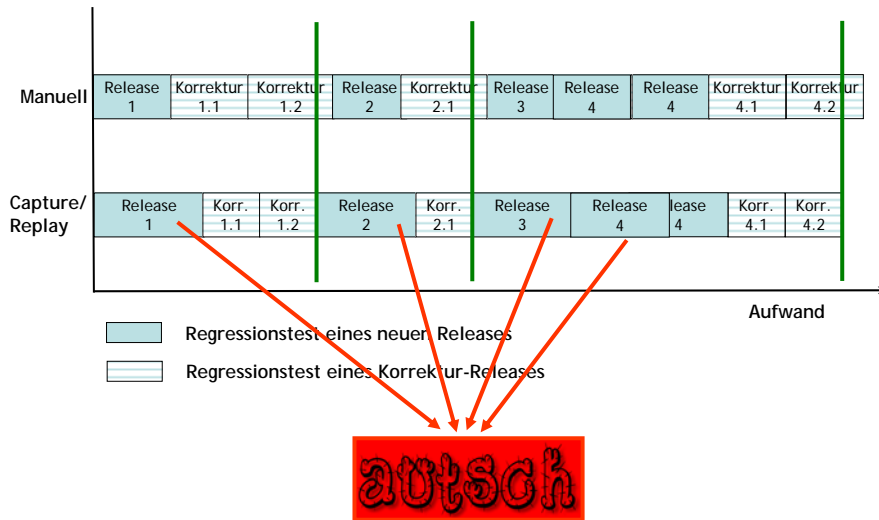 Manuell
Release
1
Korrektur
1.1
Korrektur
1.2
Release
2
Korrektur
2.1
Release
3
Release
4
Release
4
Korrektur
4.1
Korrektur
4.2
Capture/
Replay
Release
1
Korr.
1.1
Korr.
1.2
Release
2
Korr.
2.1
Release
3
Release
4
elease
4
Korr.
4.1
Korr.
4.2
Aufwand
Regressionstest eines neuen Releases
Regressionstest eines Korrektur-Releases
autsch